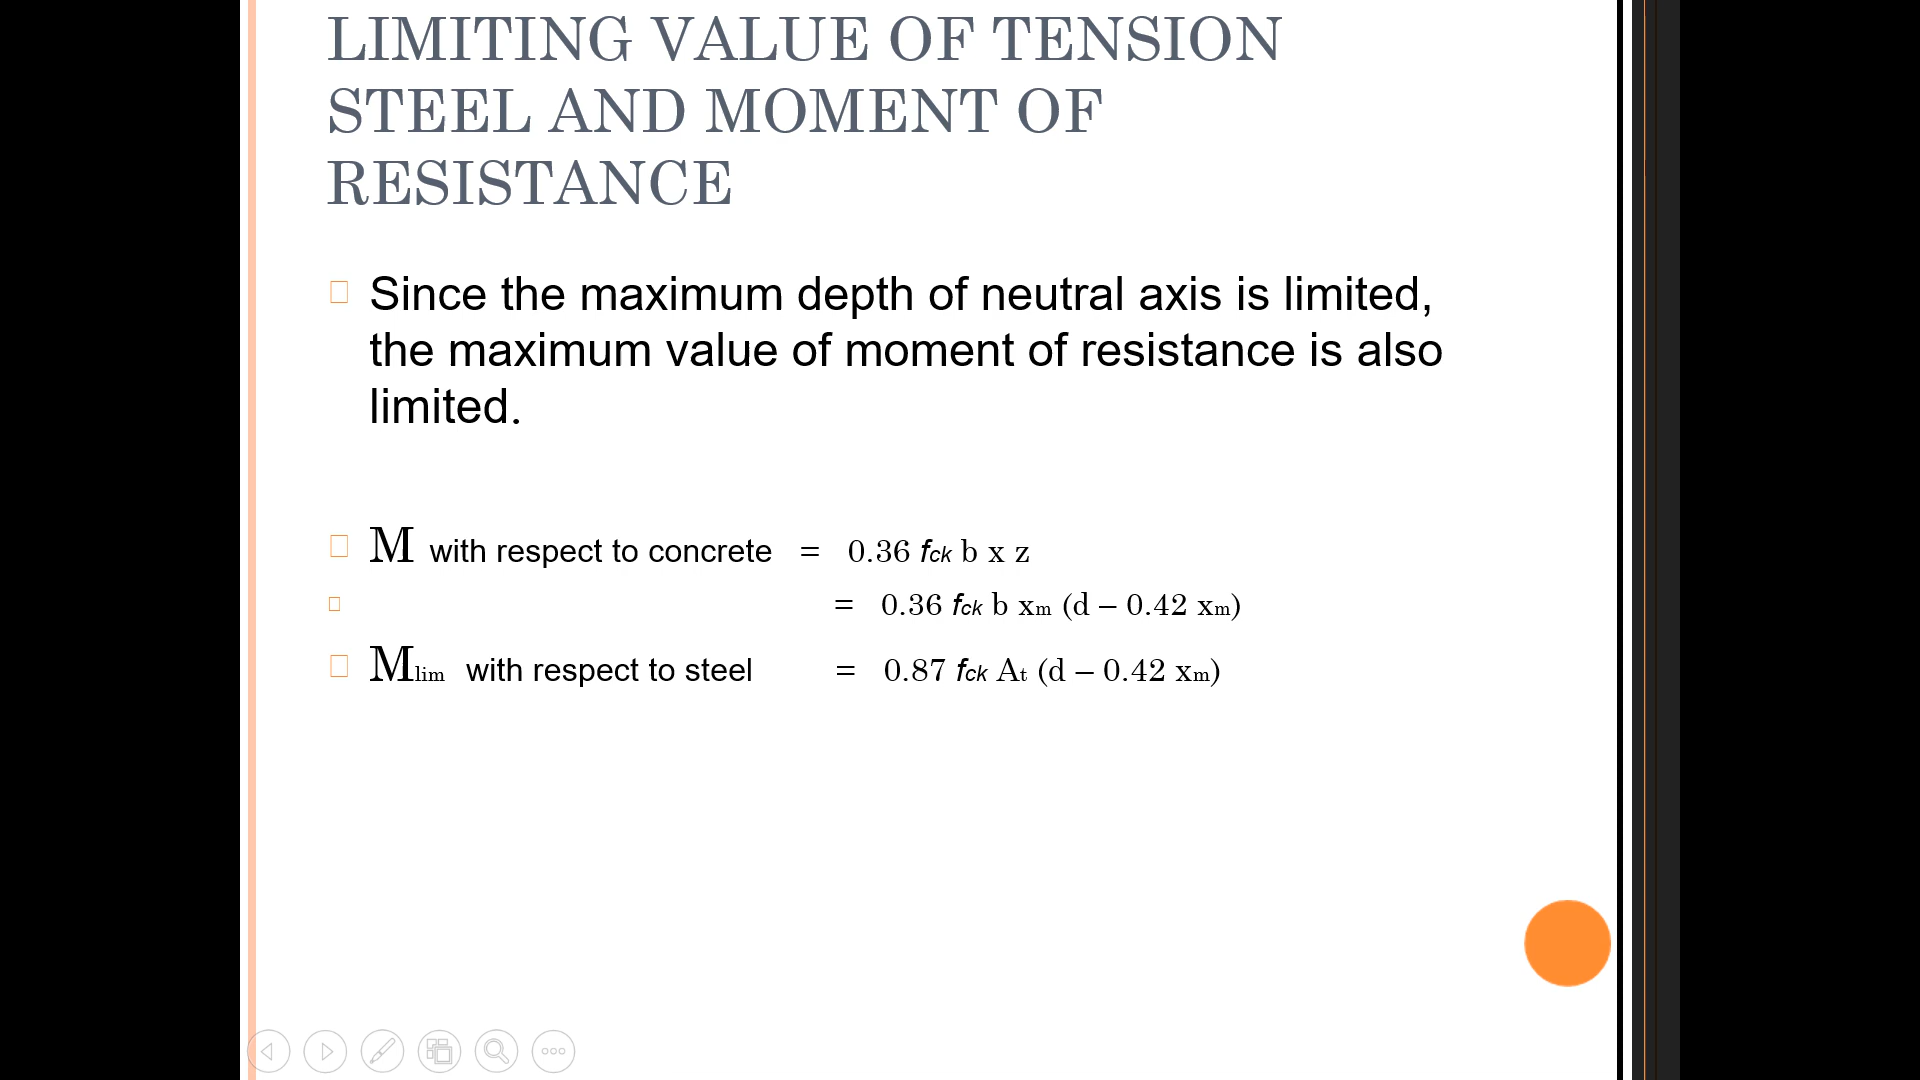 LIMITING VALUE OF TENSION
STEEL AND MOMENT OF
RESISTANCE
Since the maximum depth of neutral axis is limited,
the maximum value of moment of resistance is also
limited.
M with respect to concrete = 0.36 fck b x z
= 0.36 fck b xm (d – 0.42 xm)
Mlim with respect to steel = 0.87 fck At (d – 0.42 xm)